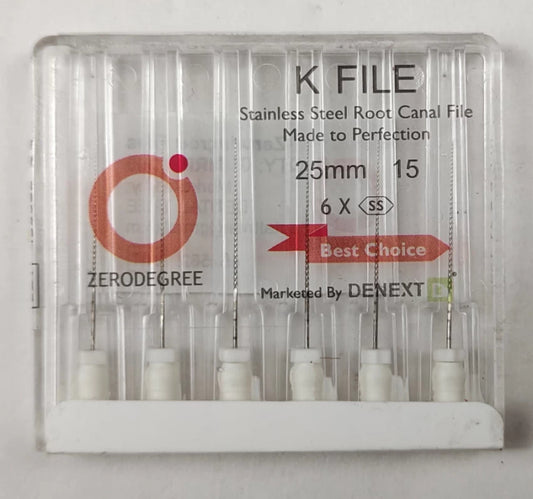 K FILE
Stainless Steel Root Canal File
Made to Perfection
25mm 15
6 X SS
Best Choice
ZERODEGREE
Marketed By DENEXT